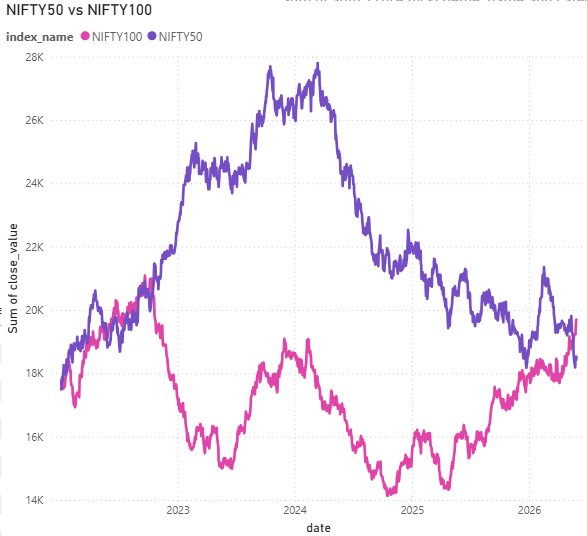 NIFTY50 vs NIFTY100
index_name NIFTY100 NIFTY50
28K
26K
24K
22K
20K
18K
16K
14K
Sum of close_value
2023 2024 2025 2026
date